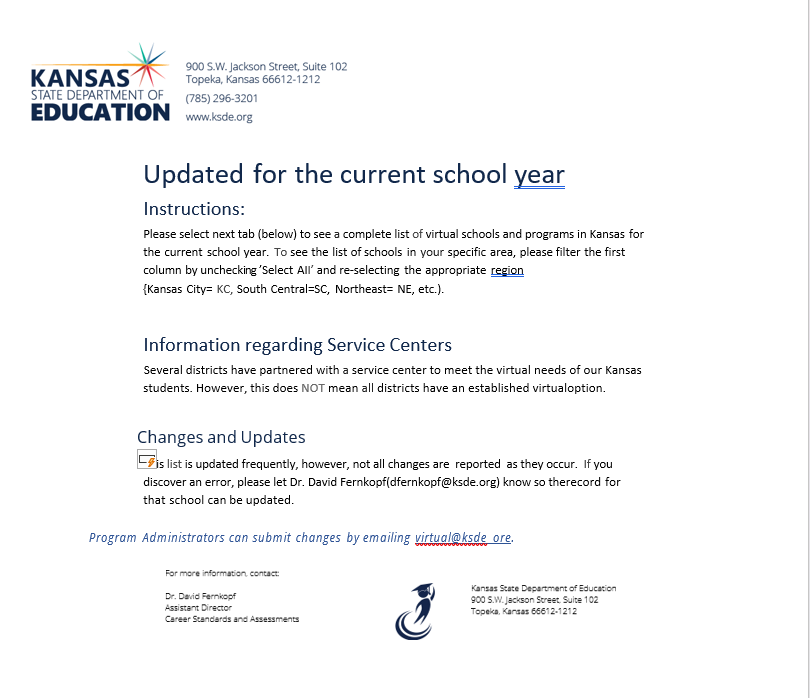 KANSAS
STATE DEPARTMENT OF
EDUCATION
900 S.W. Jackson Street, Suite 102
Topeka, Kansas 66612-1212
(785) 296-3201
www.ksde.org
Updated for the current school year
Instructions:
Please select next tab (below) to see a complete list of virtual schools and programs in Kansas for
the current school year. To see the list of schools in your specific area, please filter the first
column by unchecking 'Select AII' and re-selecting the appropriate region
{Kansas City= KC, South Central=SC, Northeast= NE, etc.).
Information regarding Service Centers
Several districts have partnered with a service center to meet the virtual needs of our Kansas
students. However, this does NOT mean all districts have an established virtualoption.
Changes and Updates
is list is updated frequently, however, not all changes are reported as they occur. If you
discover an error, please let Dr. David Fernkopf(dfernkopf@ksde.org) know so therecord for
that school can be updated.
Program Administrators can submit changes by emailing virtual@ksde ore.
For more information, contact:
Dr. David Fernkopf
Assistant Director
Career Standards and Assessments
Kansas State Department of Education
900 S.W. Jackson Street, Suite 102
Topeka, Kansas 66612-1212